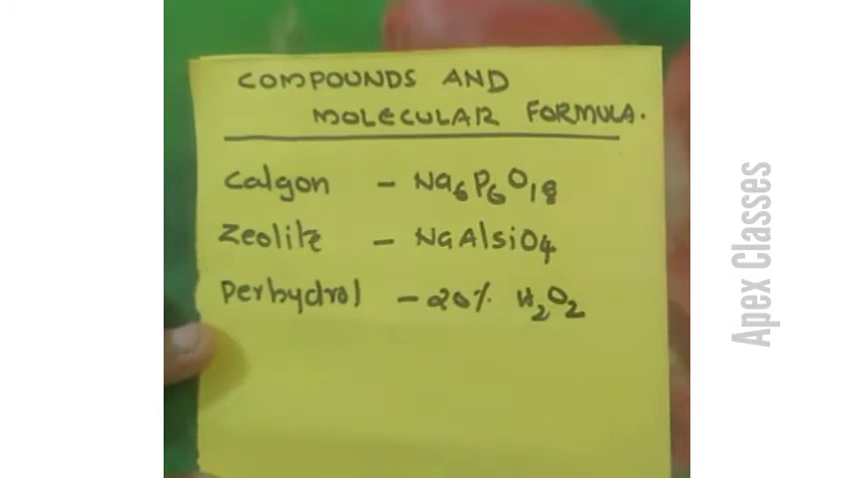 COMPOUNDS AND
MOLECULAR FORMULA.
Calgon - Na6P6O18
Zeolite - NaAlSiO4
Perhydrol - 20% H2O2
Apex Classes